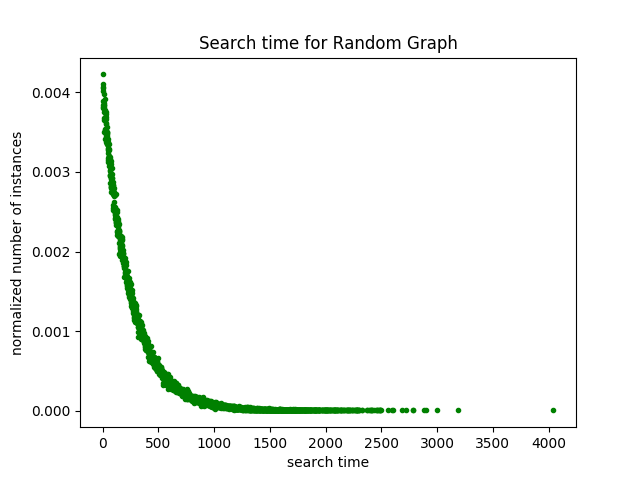 Search time for Random Graph
normalized number of instances
0.004
0.003
0.002
0.001
0.000
0 500 1000 1500 2000 2500 3000 3500 4000
search time